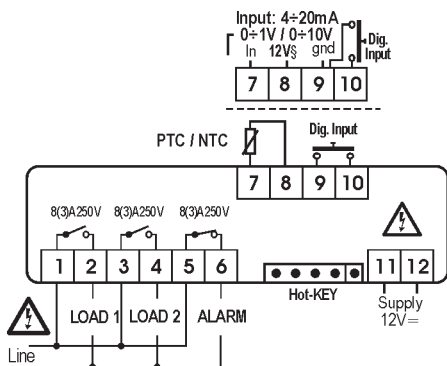 Input: 4÷20mA
0÷1V / 0÷10V
In 12V§ gnd
Dig.
Input
7 8 9 10
PTC / NTC
Dig. Input
7 8 9 10
8(3)A250V 8(3)A250V 8(3)A250V
1 2 3 4 5 6
11 12
Hot-KEY
LOAD 1 LOAD 2 ALARM
Supply
12V=
Line